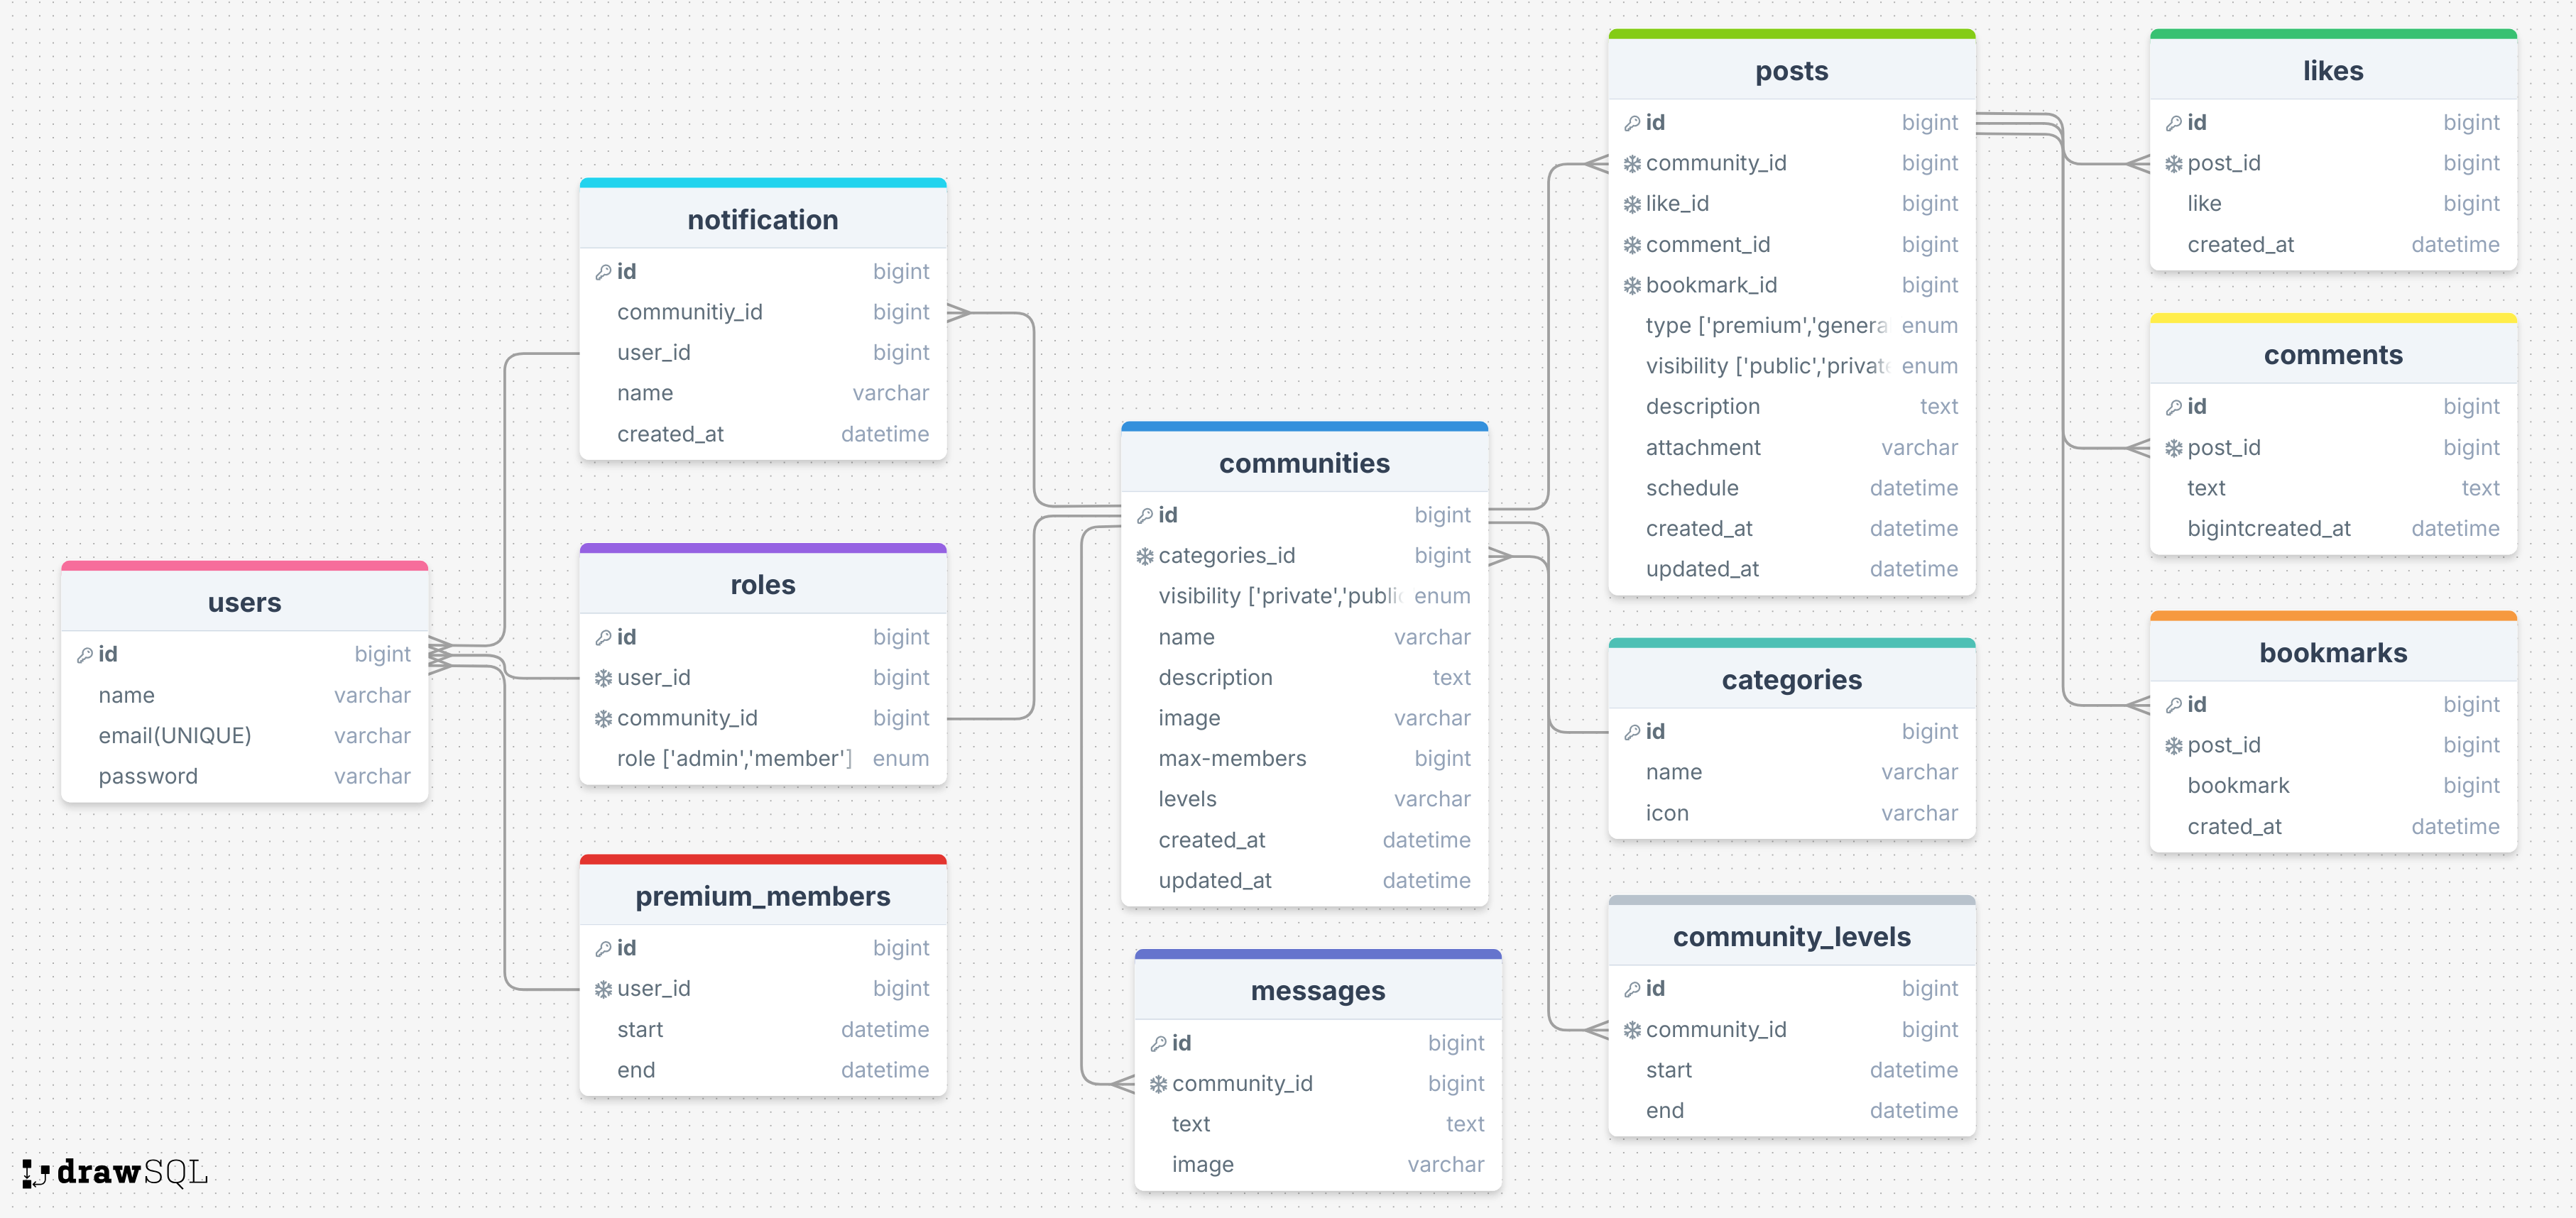 users
id bigint
name varchar
email(UNIQUE) varchar
password varchar
notification
id bigint
communitiy_id bigint
user_id bigint
name varchar
created_at datetime
roles
id bigint
user_id bigint
community_id bigint
role ['admin','member'] enum
premium_members
id bigint
user_id bigint
start datetime
end datetime
communities
id bigint
categories_id bigint
visibility ['private','public enum
name varchar
description text
image varchar
max-members bigint
levels varchar
created_at datetime
updated_at datetime
messages
id bigint
community_id bigint
text text
image varchar
posts
id bigint
community_id bigint
like_id bigint
comment_id bigint
bookmark_id bigint
type ['premium','genera enum
visibility ['public','private enum
description text
attachment varchar
schedule datetime
created_at datetime
updated_at datetime
categories
id bigint
name varchar
icon varchar
community_levels
id bigint
community_id bigint
start datetime
end datetime
likes
id bigint
post_id bigint
like bigint
created_at datetime
comments
id bigint
post_id bigint
text text
bigintcreated_at datetime
bookmarks
id bigint
post_id bigint
bookmark bigint
crated_at datetime
drawSQL